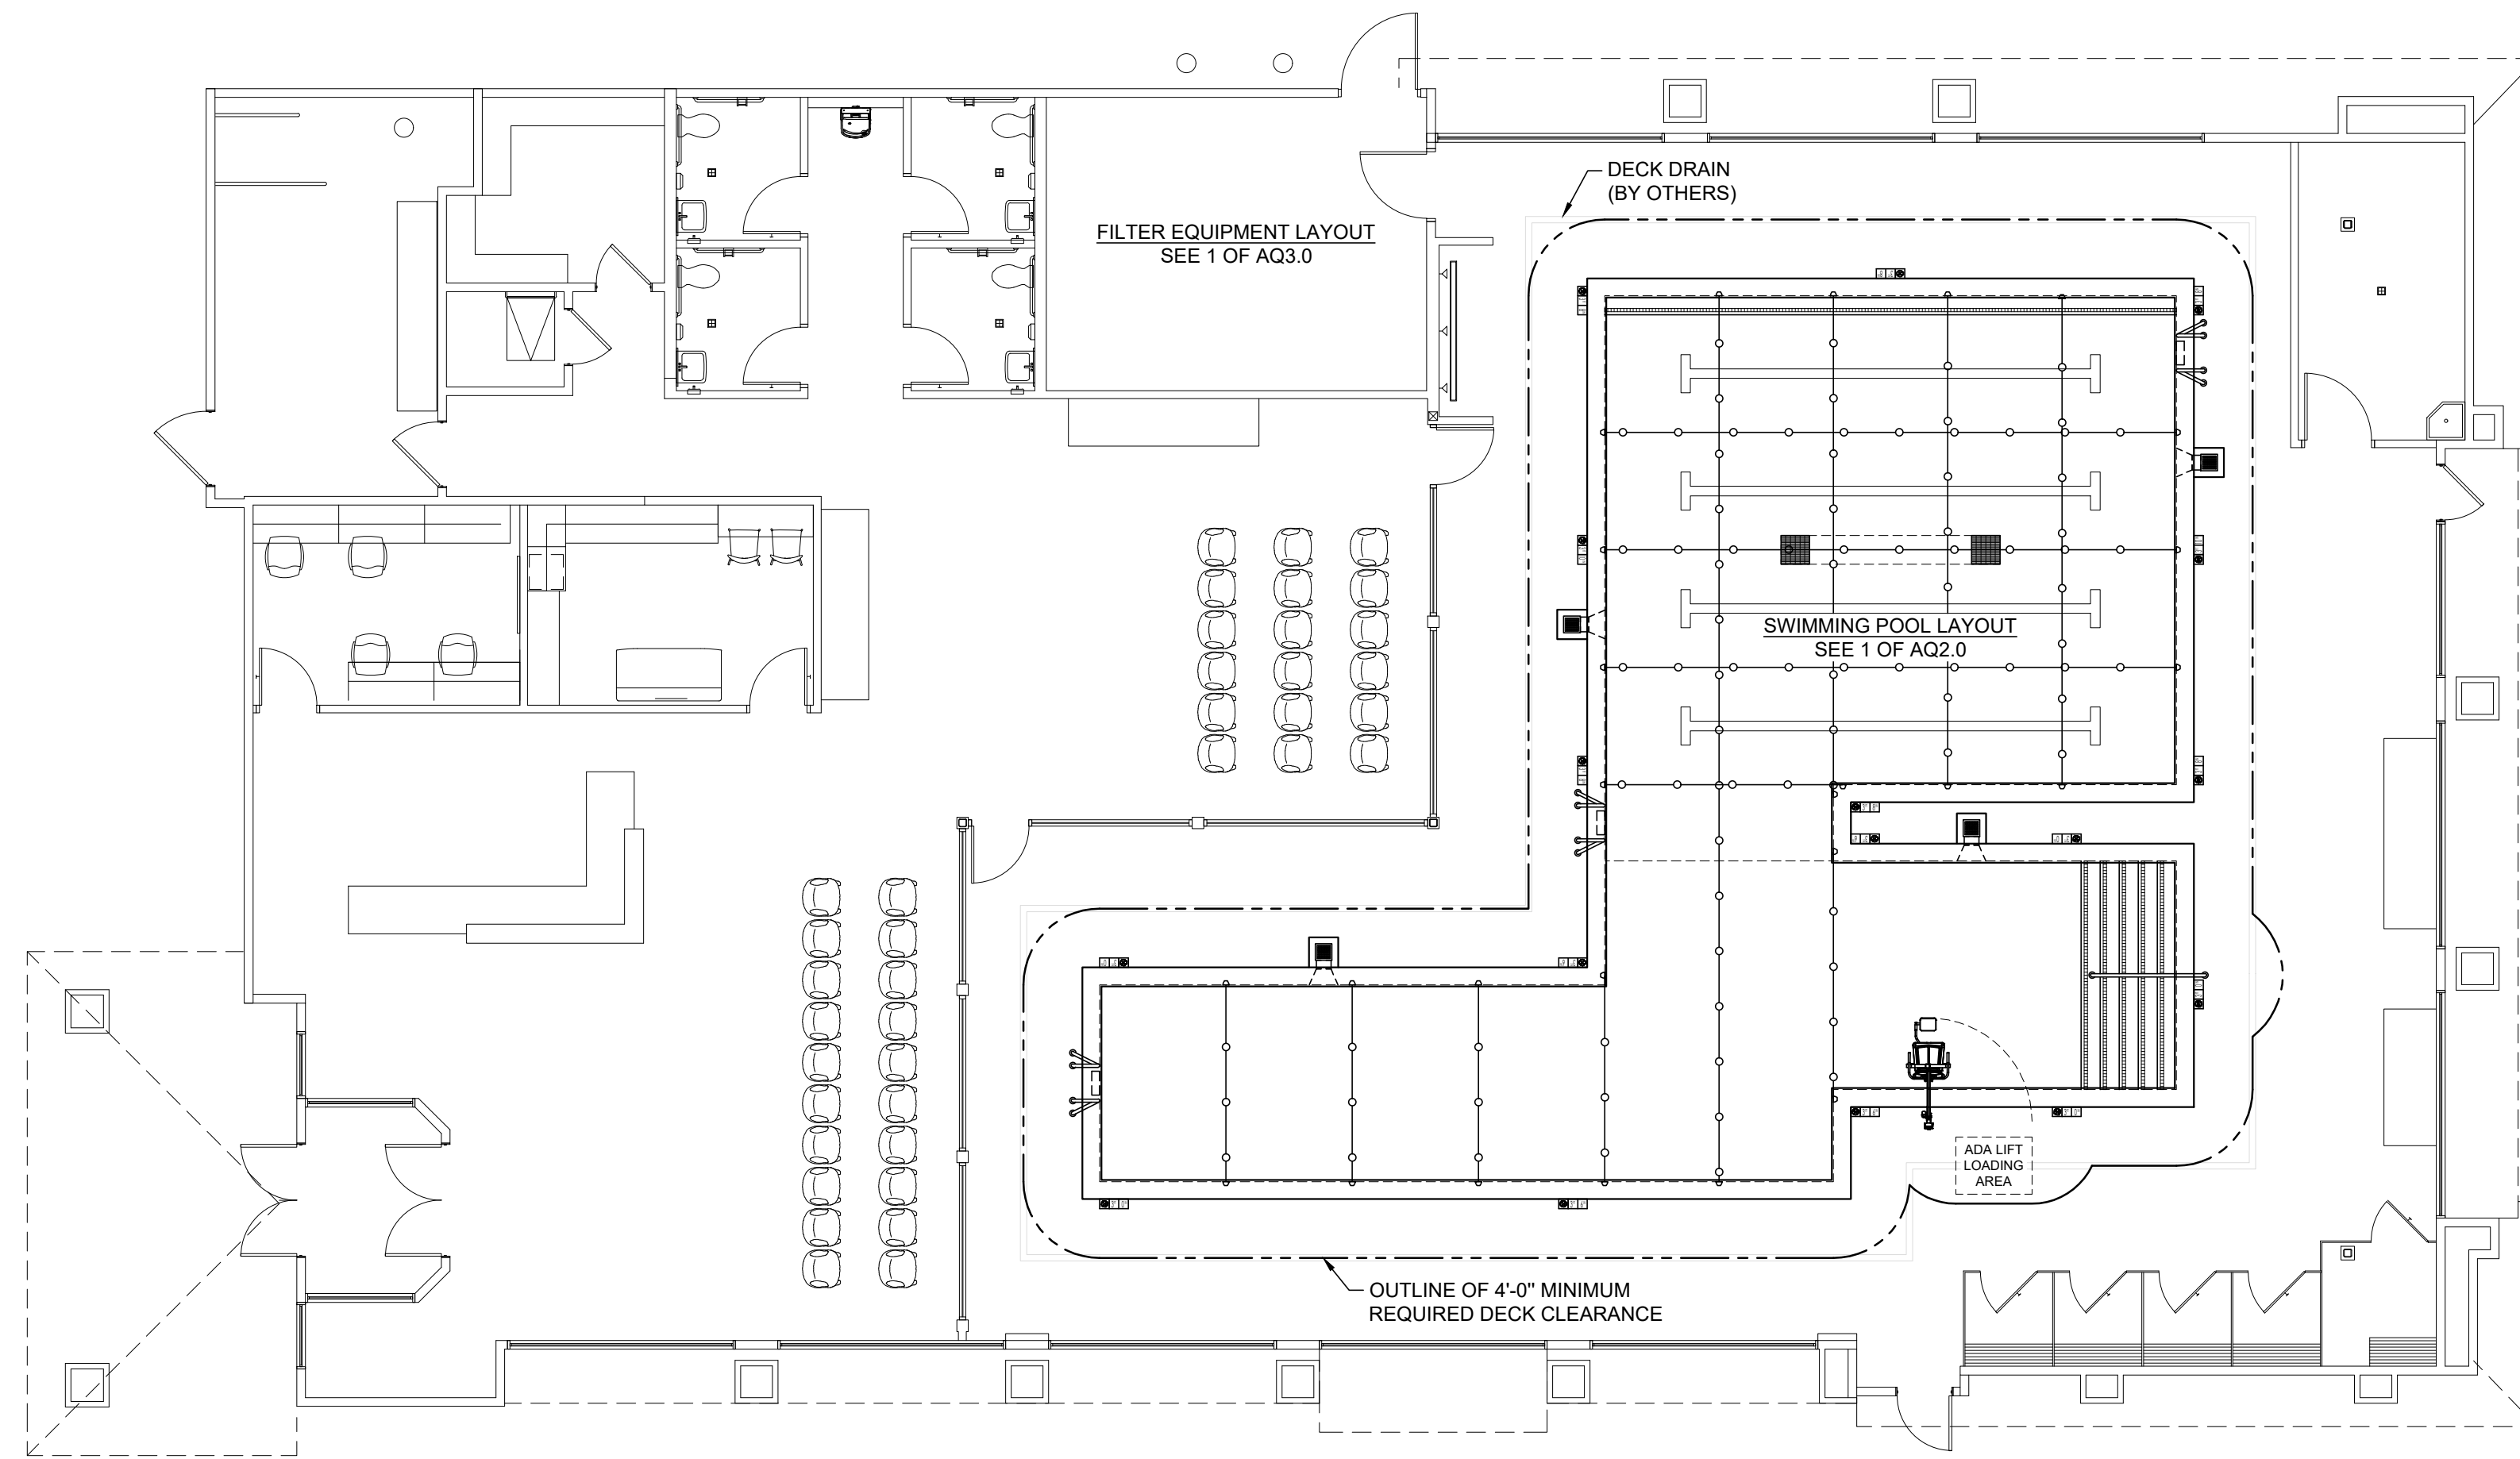 DECK DRAIN
(BY OTHERS)
FILTER EQUIPMENT LAYOUT
SEE 1 OF AQ3.0
SWIMMING POOL LAYOUT
SEE 1 OF AQ2.0
ADA LIFT
LOADING
AREA
OUTLINE OF 4'-0" MINIMUM
REQUIRED DECK CLEARANCE